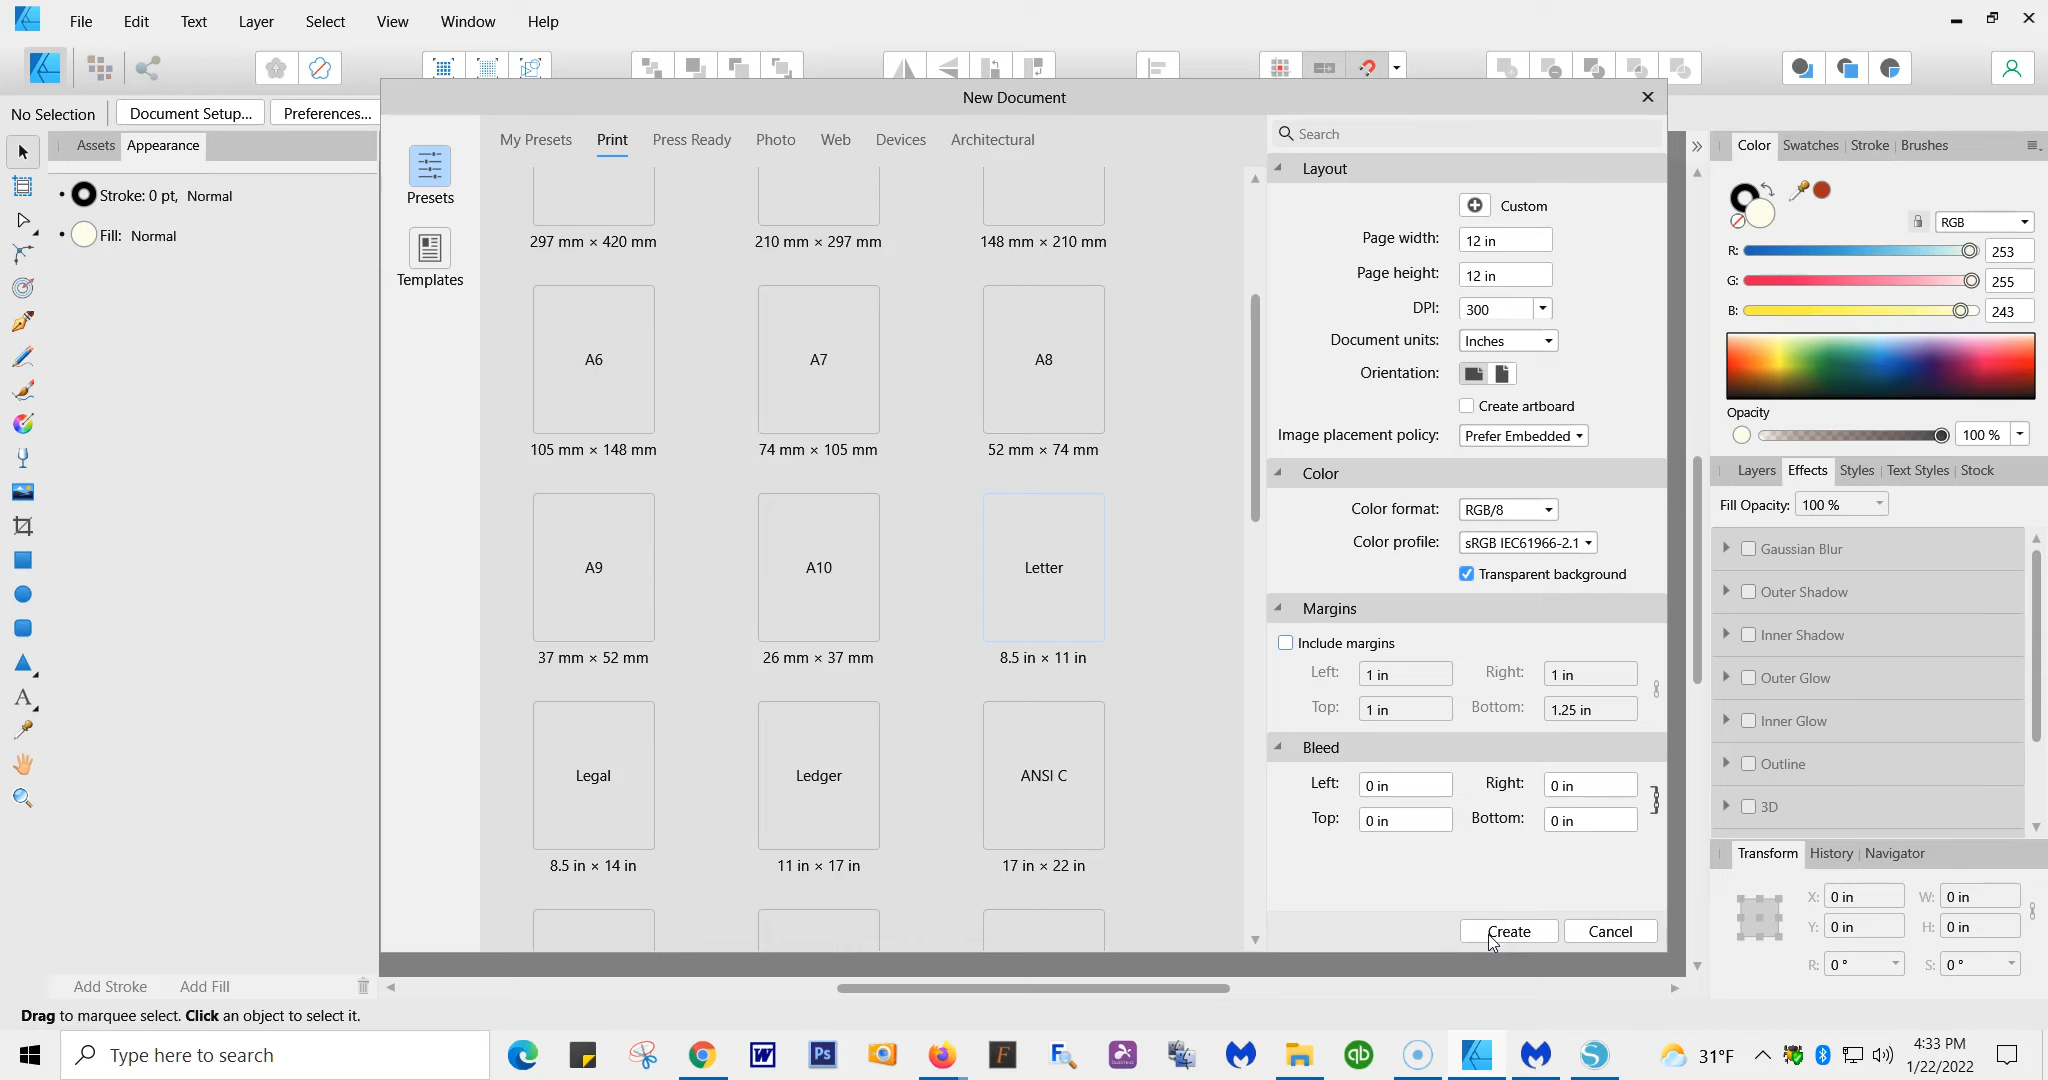 File Edit Text Layer Select View Window Help
No Selection Document Setup... Preferences...
New Document
Assets Appearance
Stroke: 0 pt, Normal
Fill: Normal
Presets
Templates
My Presets Print Press Ready Photo Web Devices Architectural
297 mm × 420 mm 210 mm × 297 mm 148 mm × 210 mm
A6 A7 A8
105 mm × 148 mm 74 mm × 105 mm 52 mm × 74 mm
A9 A10 Letter
37 mm × 52 mm 26 mm × 37 mm 8.5 in × 11 in
Legal Ledger ANSI C
8.5 in × 14 in 11 in × 17 in 17 in × 22 in
Search
Layout
Custom
Page width: 12 in
Page height: 12 in
DPI: 300
Document units: Inches
Orientation:
Create artboard
Image placement policy: Prefer Embedded
Color
Color format: RGB/8
Color profile: sRGB IEC61966-2.1
Transparent background
Margins
Include margins
Left: 1 in Right: 1 in
Top: 1 in Bottom: 1.25 in
Bleed
Left: 0 in Right: 0 in
Top: 0 in Bottom: 0 in
Create Cancel
Color Swatches Stroke Brushes
RGB
R: 253
G: 255
B: 243
Opacity
100 %
Layers Effects Styles Text Styles Stock
Fill Opacity: 100 %
Gaussian Blur
Outer Shadow
Inner Shadow
Outer Glow
Inner Glow
Outline
3D
Transform History Navigator
X: 0 in W: 0 in
Y: 0 in H: 0 in
R: 0 ° S: 0 °
Add Stroke Add Fill
Drag to marquee select. Click an object to select it.
Type here to search
W Ps F qb S
31°F
4:33 PM
1/22/2022